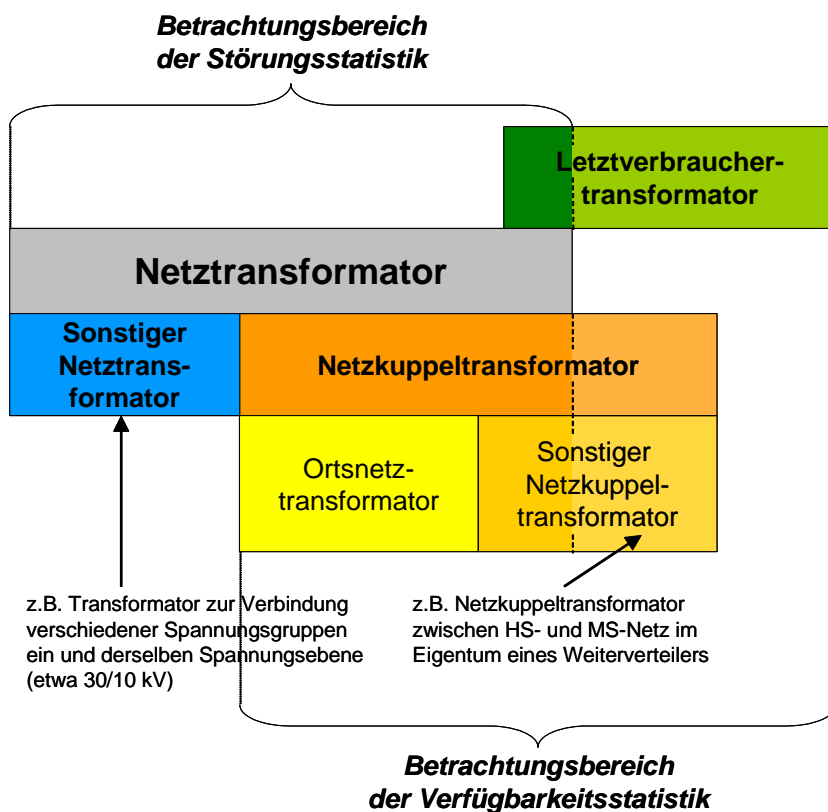 Betrachtungsbereich
der Störungsstatistik
Letztverbraucher-
transformator
Netztransformator
Sonstiger
Netztrans-
formator
Netzkuppeltransformator
Ortsnetz-
transformator
Sonstiger
Netzkuppel-
transformator
z.B. Transformator zur Verbindung
verschiedener Spannungsgruppen
ein und derselben Spannungsebene
(etwa 30/10 kV)
z.B. Netzkuppeltransformator
zwischen HS- und MS-Netz im
Eigentum eines Weiterverteilers
Betrachtungsbereich
der Verfügbarkeitsstatistik